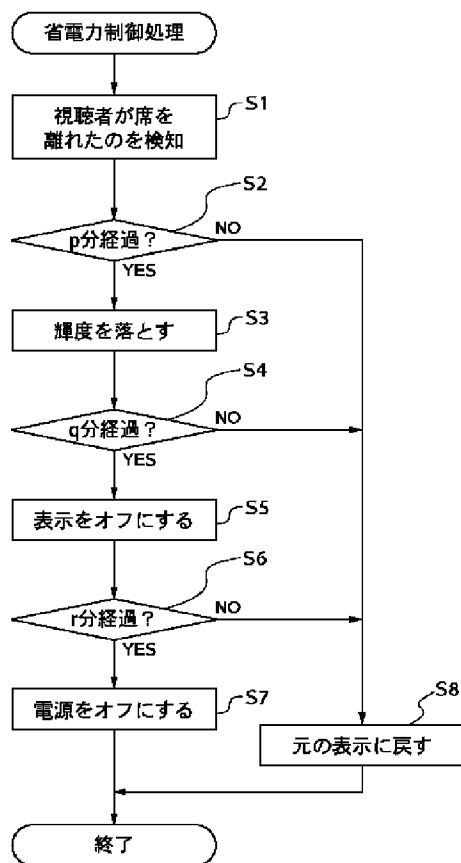 省電力制御処理
視聴者が席を
離れたのを検知
S1
S2
p分経過？
NO
YES
輝度を落とす
S3
S4
q分経過？
NO
YES
表示をオフにする
S5
S6
r分経過？
NO
YES
電源をオフにする
S7
S8
元の表示に戻す
終了